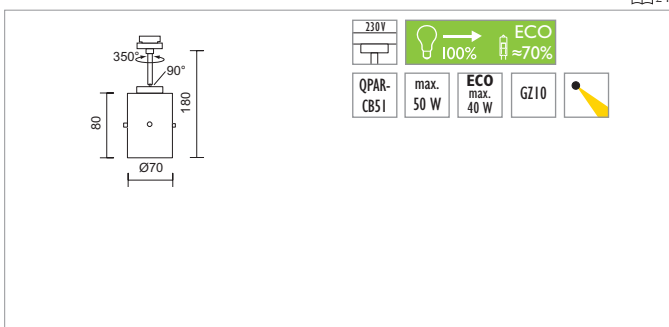 350°
90°
80
180
Ø70
230V
100%
ECO
≈70%
QPAR-
CB51
max.
50 W
ECO
max.
40 W
GZ10